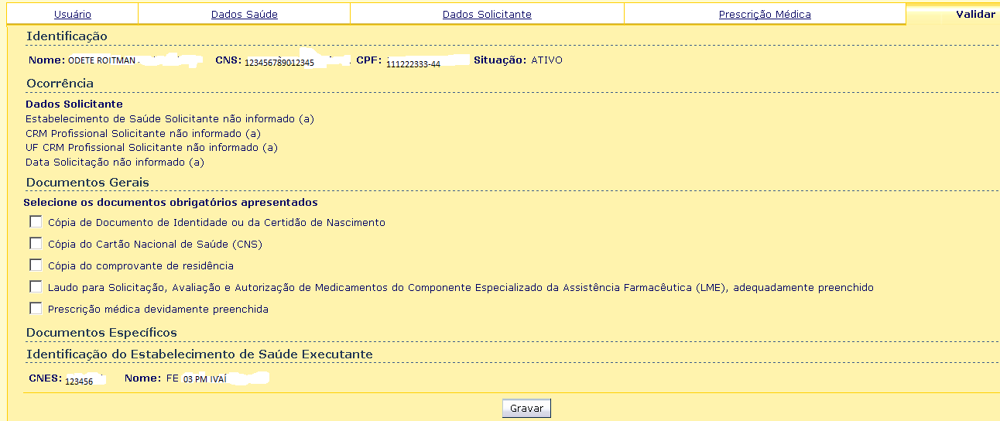 Usuário Dados Saúde Dados Solicitante Prescrição Médica Validar
Identificação
Nome: ODETE ROITMAN CNS: 123456789012345 CPF: 111222333-44 Situação: ATIVO
Ocorrência
Dados Solicitante
Estabelecimento de Saúde Solicitante não informado (a)
CRM Profissional Solicitante não informado (a)
UF CRM Profissional Solicitante não informado (a)
Data Solicitação não informado (a)
Documentos Gerais
Selecione os documentos obrigatórios apresentados
Cópia de Documento de Identidade ou da Certidão de Nascimento
Cópia do Cartão Nacional de Saúde (CNS)
Cópia do comprovante de residência
Laudo para Solicitação, Avaliação e Autorização de Medicamentos do Componente Especializado da Assistência Farmacêutica (LME), adequadamente preenchido
Prescrição médica devidamente preenchida
Documentos Específicos
Identificação do Estabelecimento de Saúde Executante
CNES: 123456 Nome: FE 03 PM IVAÍ
Gravar